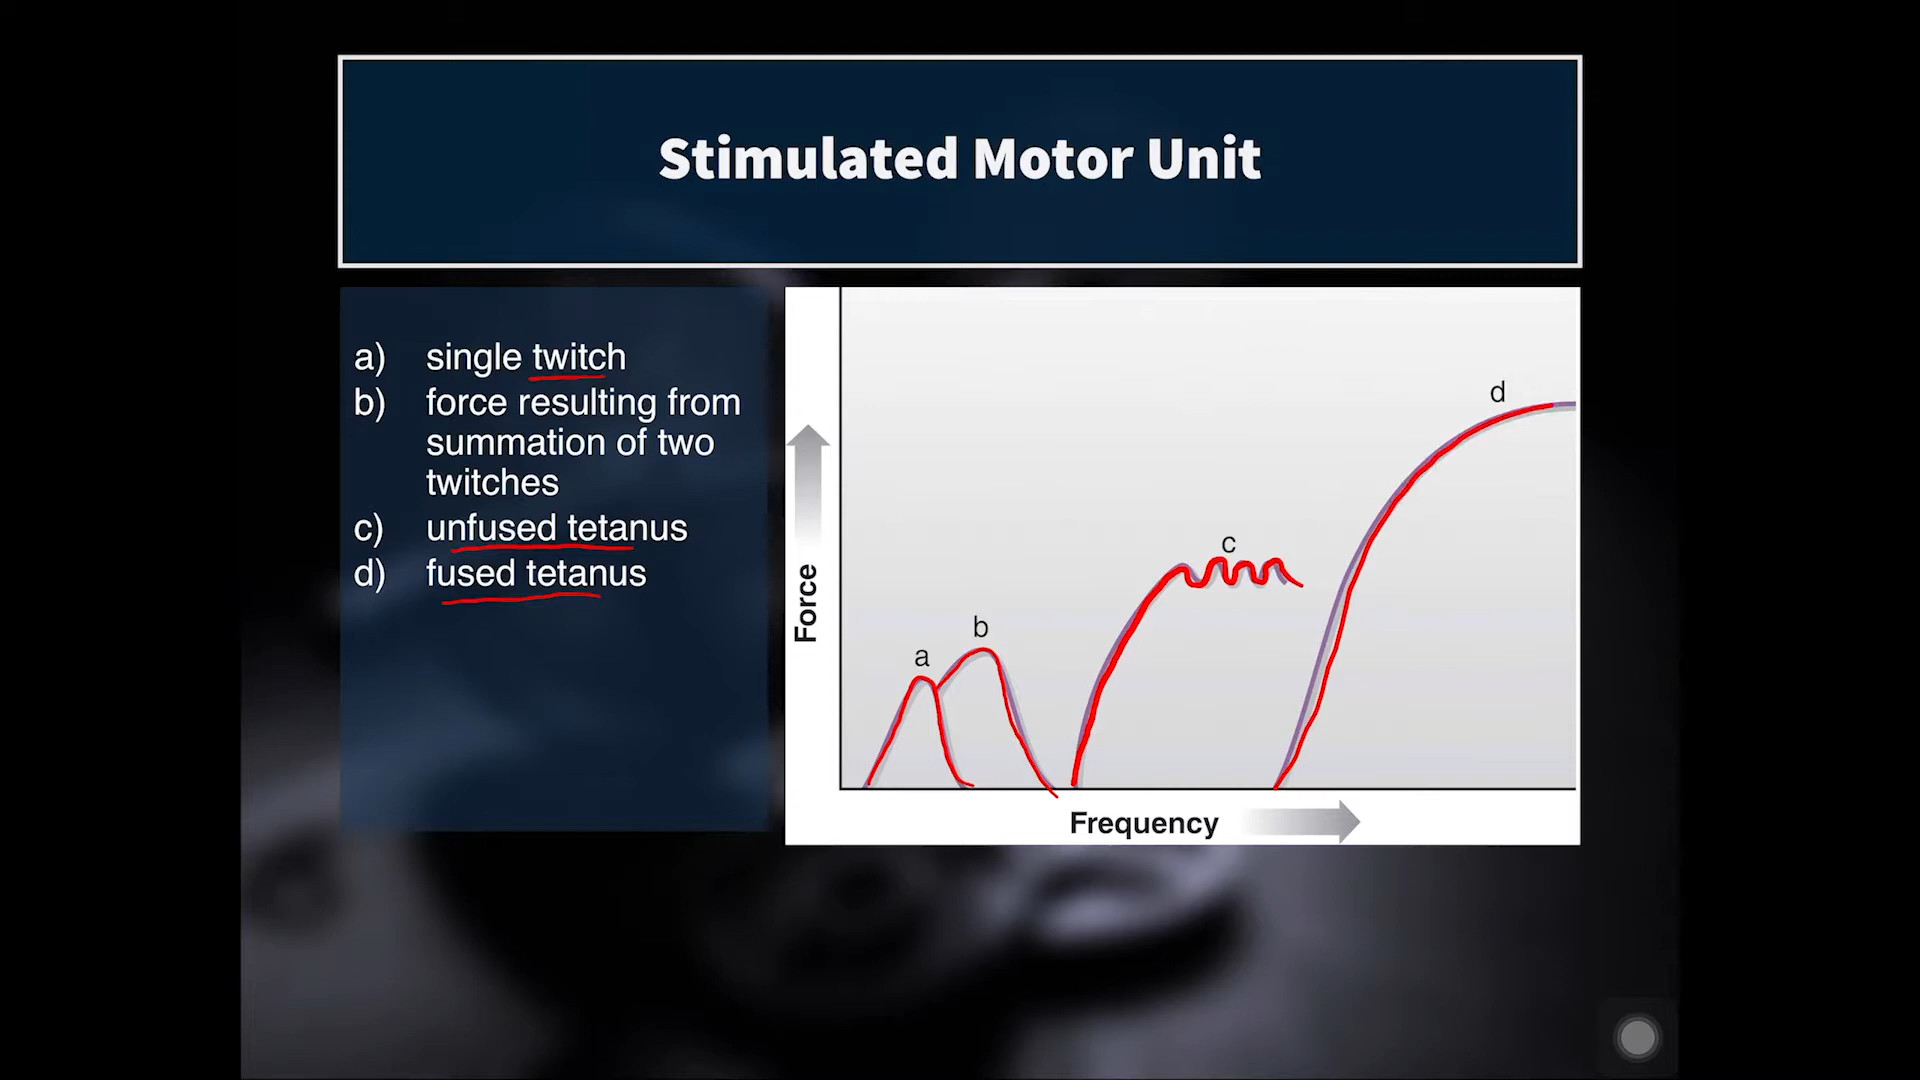 Stimulated Motor Unit
a) single twitch
b) force resulting from
summation of two
twitches
c) unfused tetanus
d) fused tetanus
d
c
b
a
Force
Frequency